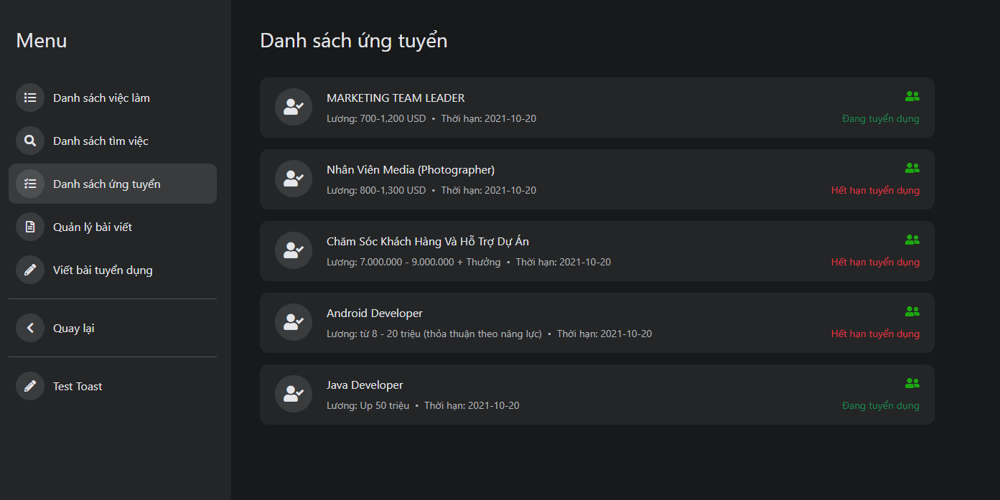 Menu
Danh sách việc làm
Danh sách tìm việc
Danh sách ứng tuyển
Quản lý bài viết
Viết bài tuyển dụng
Quay lại
Test Toast
Danh sách ứng tuyển
MARKETING TEAM LEADER
Lương: 700-1,200 USD • Thời hạn: 2021-10-20
Đang tuyển dụng
Nhân Viên Media (Photographer)
Lương: 800-1,300 USD • Thời hạn: 2021-10-20
Hết hạn tuyển dụng
Chăm Sóc Khách Hàng Và Hỗ Trợ Dự Án
Lương: 7.000.000 - 9.000.000 + Thưởng • Thời hạn: 2021-10-20
Hết hạn tuyển dụng
Android Developer
Lương: từ 8 - 20 triệu (thỏa thuận theo năng lực) • Thời hạn: 2021-10-20
Hết hạn tuyển dụng
Java Developer
Lương: Up 50 triệu • Thời hạn: 2021-10-20
Đang tuyển dụng